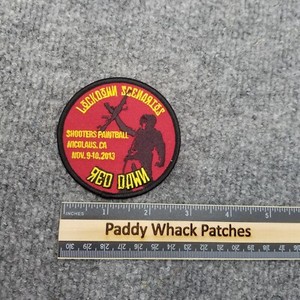 LOCKDOWN SCENARIOS
SHOOTERS PAINTBALL
NICOLAUS, CA
NOV. 9-10, 2013
RED DAWN
INCHES 1 2 3 4 5
Paddy Whack Patches